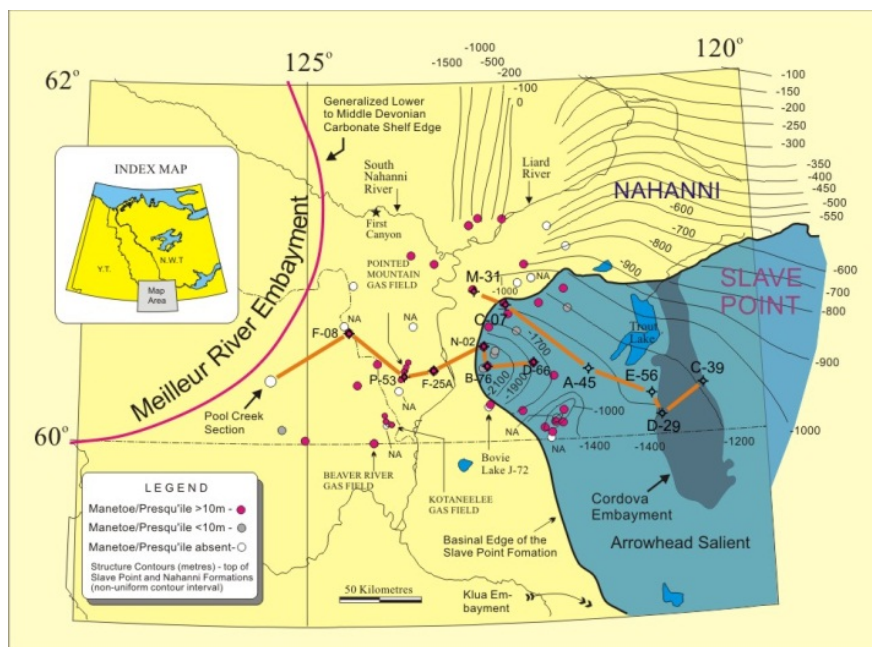 120°
125°
62°
-1000
-1500
-500
-200
-100
0
-100
-150
-200
-250
-300
-350
-400
-450
-500
-550
Generalized Lower
to Middle Devonian
Carbonate Shelf Edge
South
Nahanni
River
Liard
River
NAHANNI
-600
-700
-800
-900
INDEX MAP
Y.T.
N.W.T
Map
Area
First
Canyon
POINTED
MOUNTAIN
GAS FIELD
NA
M-31
-1000
C-07
SLAVE
POINT
-600
-700
-800
-900
-1000
Meilleur River Embayment
NA
F-08
NA
N-02
-1700
Trout
Lake
P-53
F-25A
B-76
D-66
-2100
-1900
A-45
E-56
C-39
D-29
Pool Creek
Section
NA
60°
NA
-1000
NA
-1400
-1400
-1200
BEAVER RIVER
GAS FIELD
KOTANEELEE
GAS FIELD
Bovie
Lake J-72
Cordova
Embayment
Arrowhead Salient
Basinal Edge of the
Slave Point Fomation
Klua Em-
bayment
LEGEND
Manetoe/Presqu'ile >10m -
Manetoe/Presqu'ile <10m -
Manetoe/Presqu'ile absent-
Structure Contours (metres) - top of
Slave Point and Nahanni Formations
(non-uniform contour interval)
50 Kilometres